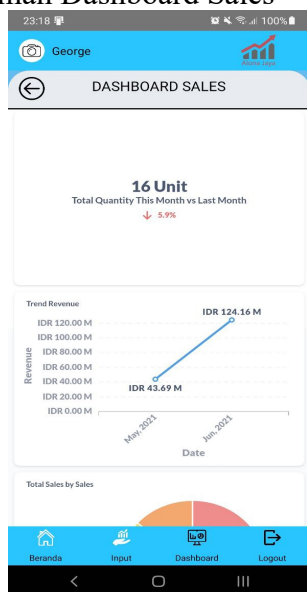 man Dashboard Sales
23:18
100%
George
Atona Jaya
DASHBOARD SALES
16 Unit
Total Quantity This Month vs Last Month
↓ 5.9%
Trend Revenue
IDR 124.16 M
IDR 120.00 M
IDR 100.00 M
IDR 80.00 M
IDR 60.00 M
IDR 40.00 M
IDR 43.69 M
IDR 20.00 M
IDR 0.00 M
Revenue
May, 2021
Jun, 2021
Date
Total Sales by Sales
Beranda
Input
Dashboard
Logout